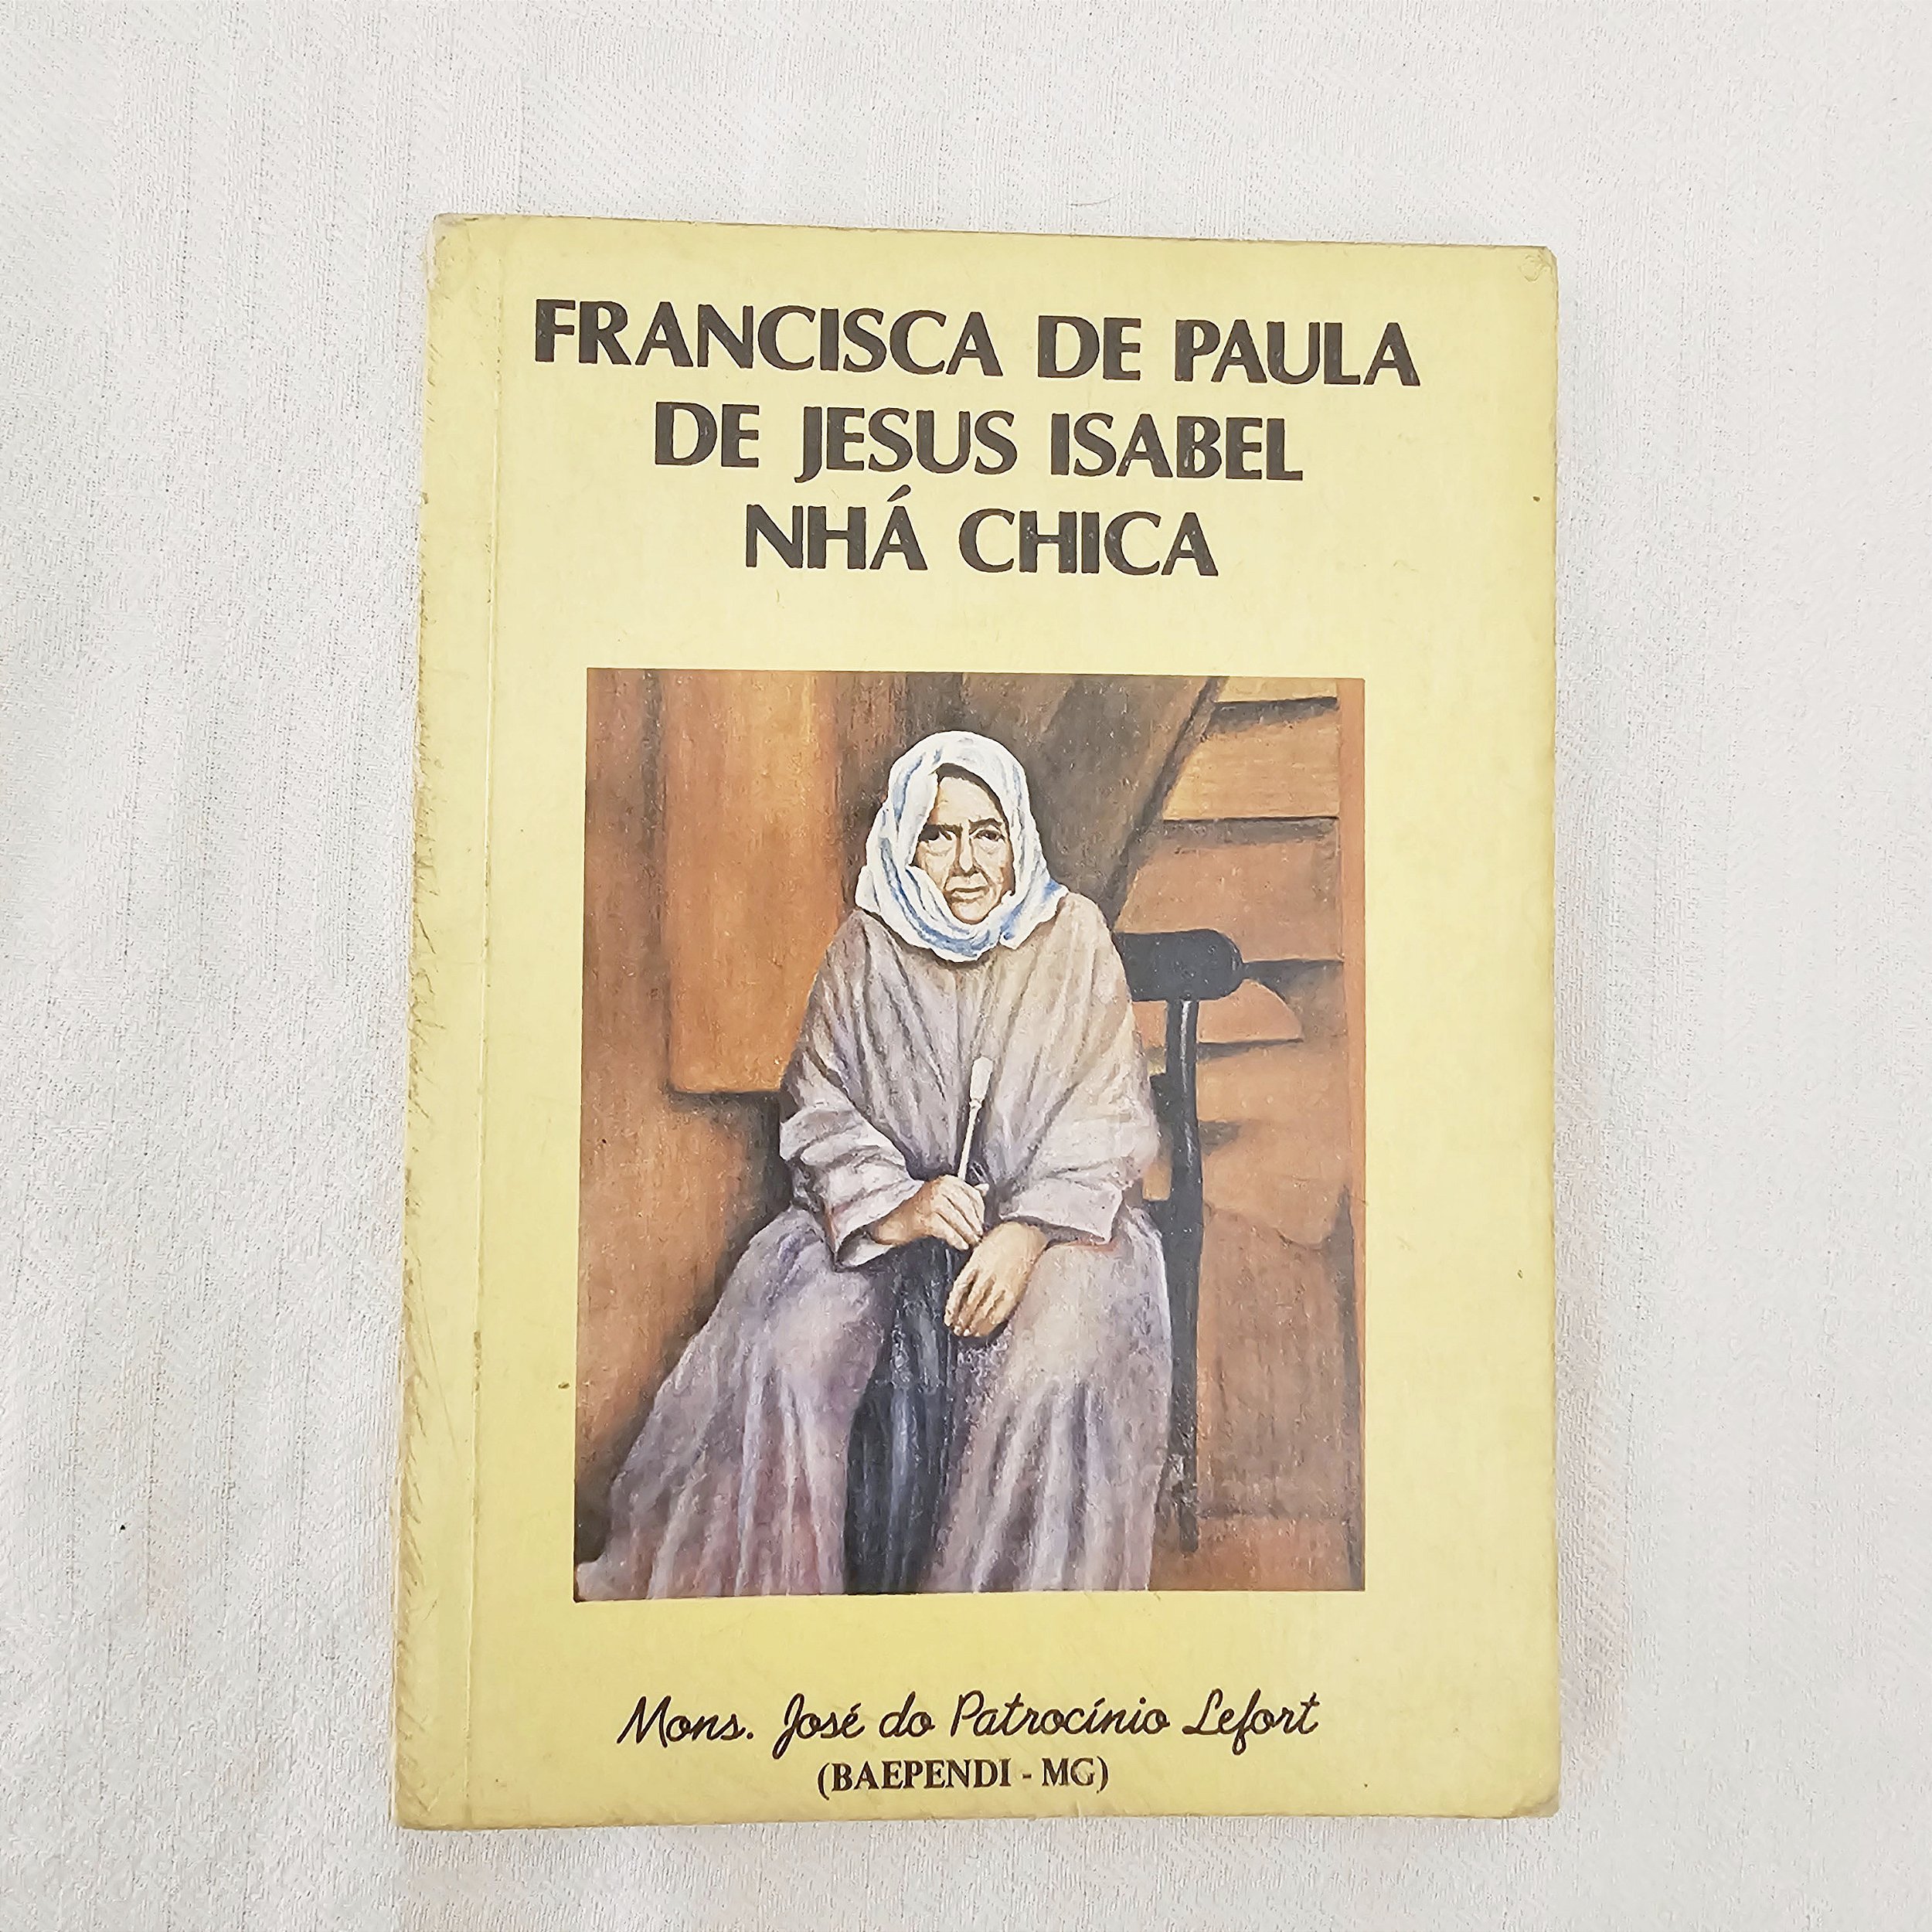 FRANCISCA DE PAULA
DE JESUS ISABEL
NHÁ CHICA
Mons. José do Patrocínio Lefort
(BAEPENDI - MG)